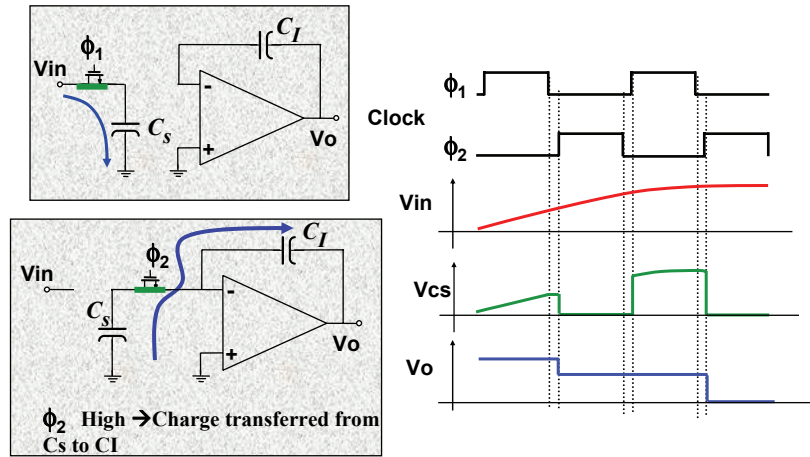 ϕ1
Vin
CS
CI
-
+
Vo
ϕ2
Vin
CS
CI
-
+
Vo
ϕ2 High →Charge transferred from
Cs to CI
ϕ1
Clock
ϕ2
Vin
Vcs
Vo